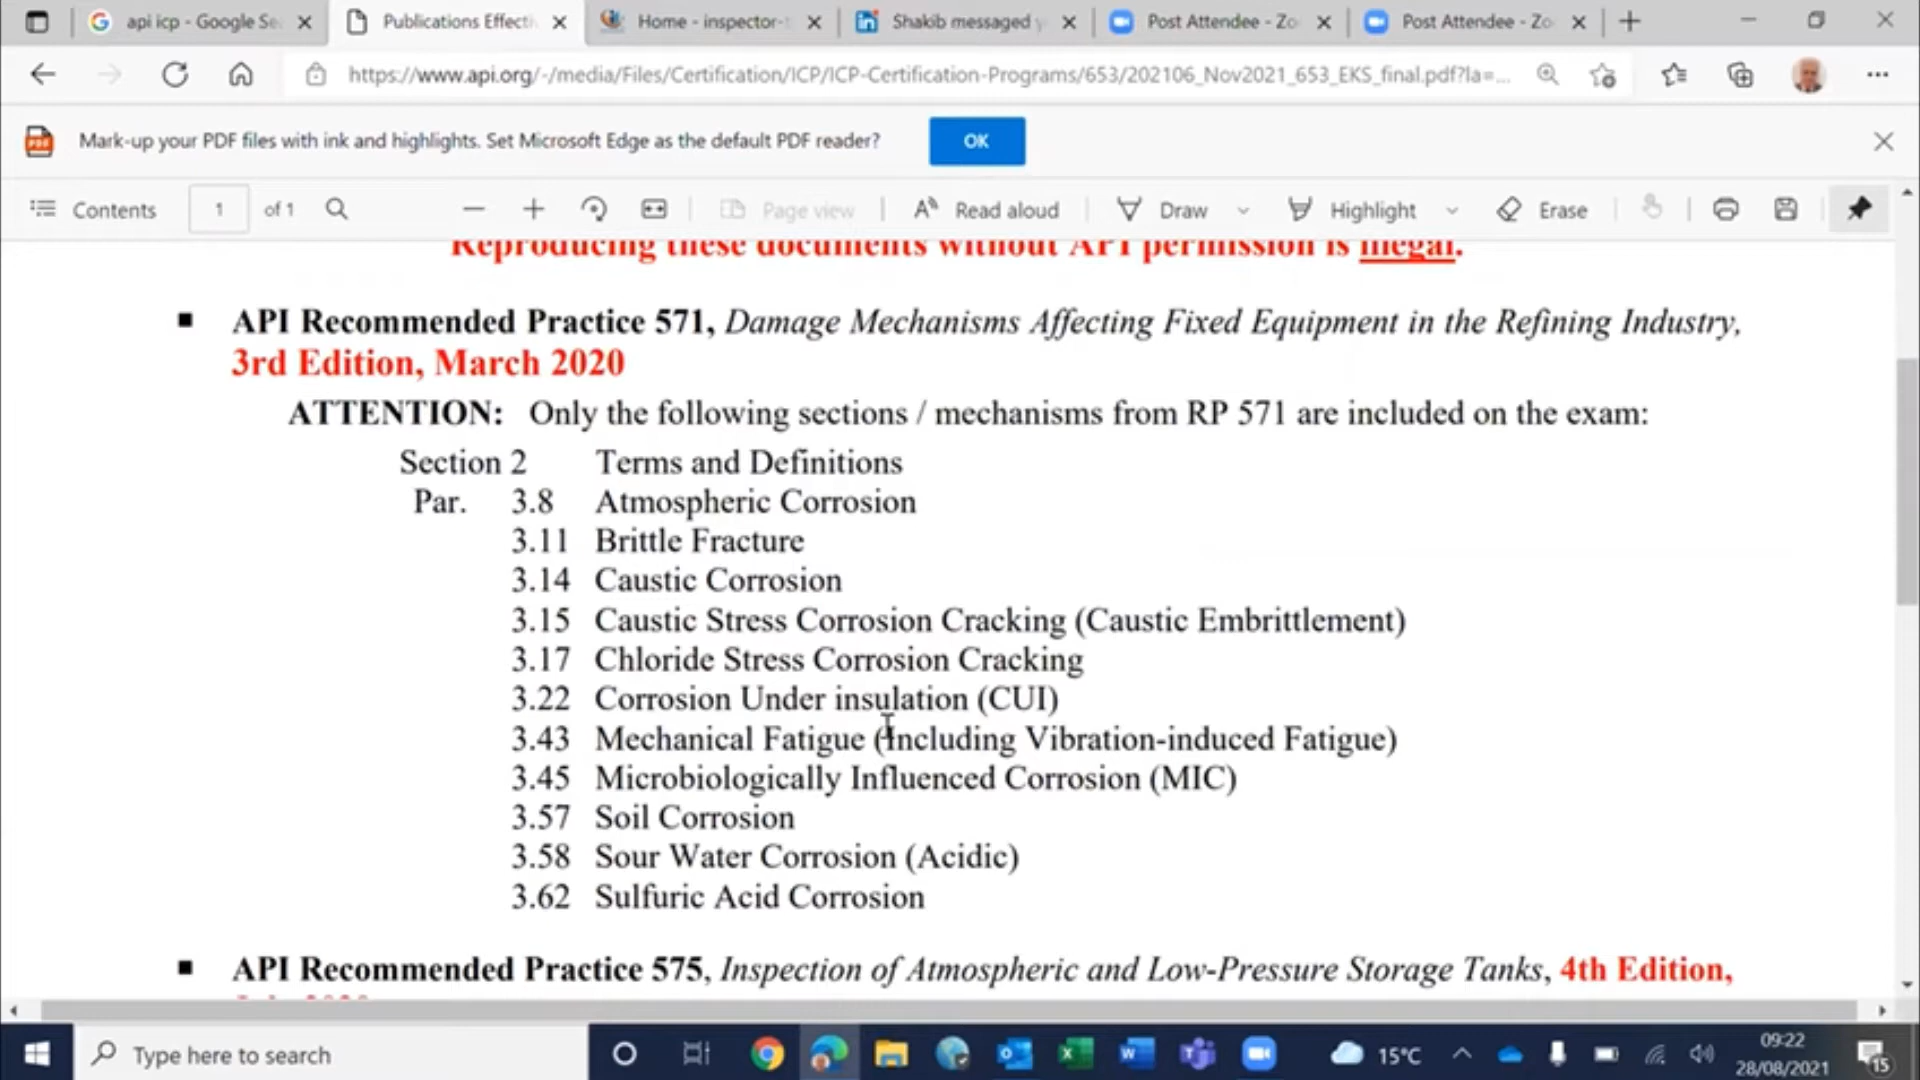 api icp - Google Se
Publications Effecti
Home - inspector-t
Shakib messaged y
Post Attendee - Zo
Post Attendee - Zo
https://www.api.org/-/media/Files/Certification/ICP/ICP-Certification-Programs/653/202106_Nov2021_653_EKS_final.pdf?la=...
Mark-up your PDF files with ink and highlights. Set Microsoft Edge as the default PDF reader?
OK
Contents
1 of 1
Page view
Read aloud
Draw
Highlight
Erase
Reproducing these documents without API permission is illegal.
▪ API Recommended Practice 571, Damage Mechanisms Affecting Fixed Equipment in the Refining Industry,
3rd Edition, March 2020
ATTENTION: Only the following sections / mechanisms from RP 571 are included on the exam:
Section 2 Terms and Definitions
Par. 3.8 Atmospheric Corrosion
3.11 Brittle Fracture
3.14 Caustic Corrosion
3.15 Caustic Stress Corrosion Cracking (Caustic Embrittlement)
3.17 Chloride Stress Corrosion Cracking
3.22 Corrosion Under insulation (CUI)
3.43 Mechanical Fatigue (Including Vibration-induced Fatigue)
3.45 Microbiologically Influenced Corrosion (MIC)
3.57 Soil Corrosion
3.58 Sour Water Corrosion (Acidic)
3.62 Sulfuric Acid Corrosion
▪ API Recommended Practice 575, Inspection of Atmospheric and Low-Pressure Storage Tanks, 4th Edition,
Type here to search
15°C
09:22
28/08/2021
15